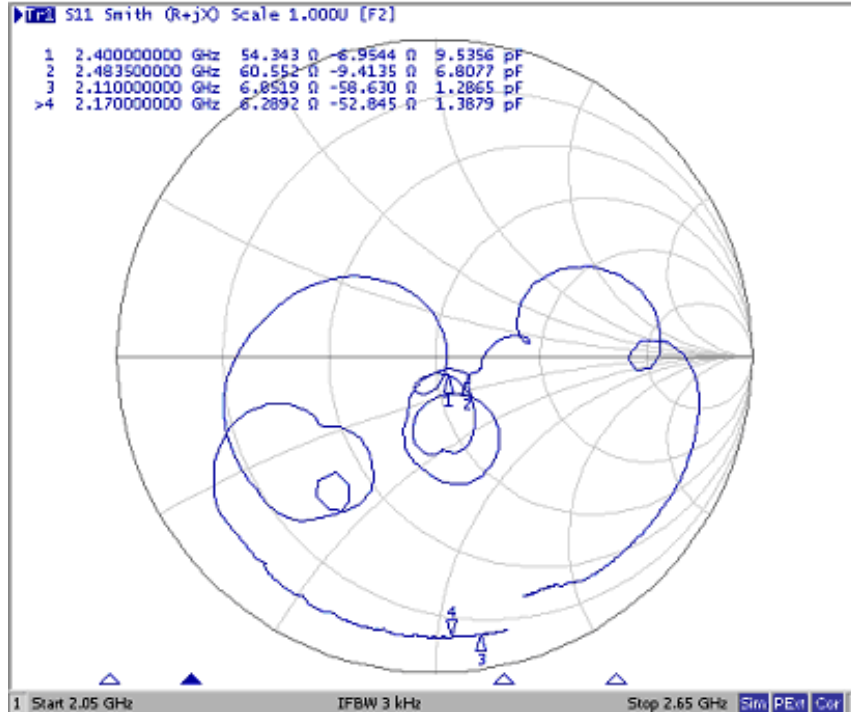 Tr1 S11 Smith (R+jX) Scale 1.000U [F2]
1 2.400000000 GHz 54.343 Ω -6.9544 Ω 9.5356 pF
2 2.483500000 GHz 60.552 Ω -9.4135 Ω 6.8077 pF
3 2.110000000 GHz 6.8519 Ω -58.630 Ω 1.2865 pF
>4 2.170000000 GHz 6.2892 Ω -52.845 Ω 1.3879 pF
1 2
4
3
1 Start 2.05 GHz IFBW 3 kHz Stop 2.65 GHz Sim PExt Cor